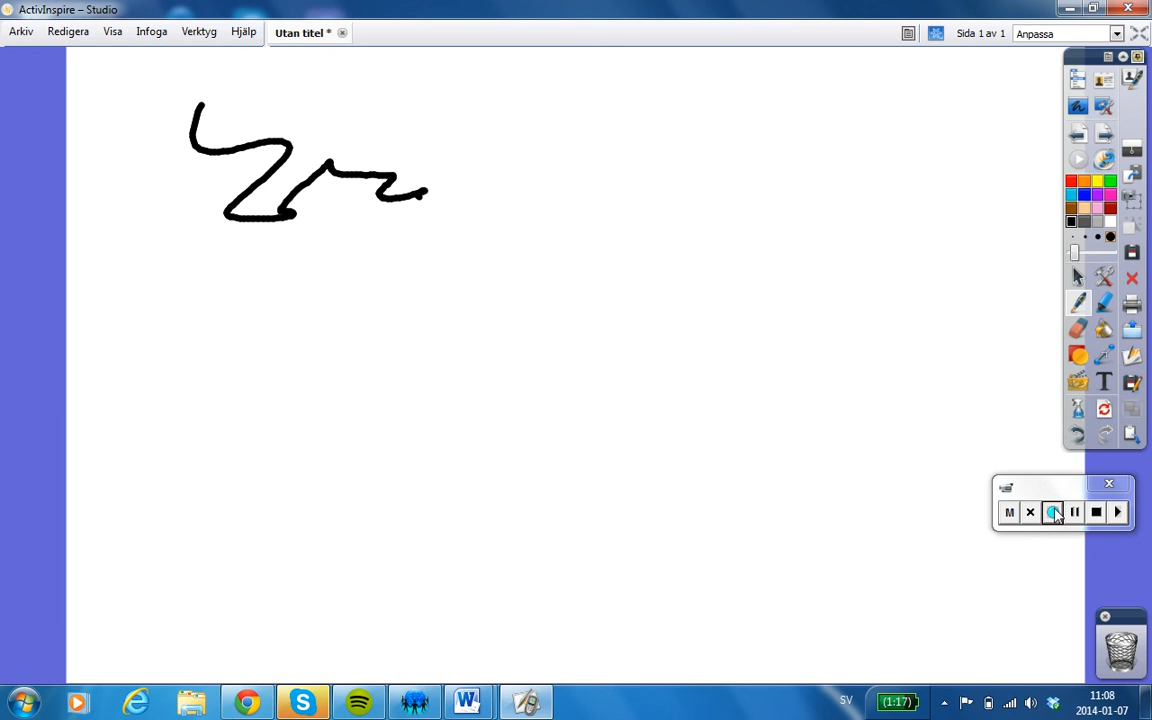 ActivInspire – Studio
Arkiv Redigera Visa Infoga Verktyg Hjälp Utan titel * Sida 1 av 1 Anpassa
T
M
SV (1:17) 11:08
2014-01-07